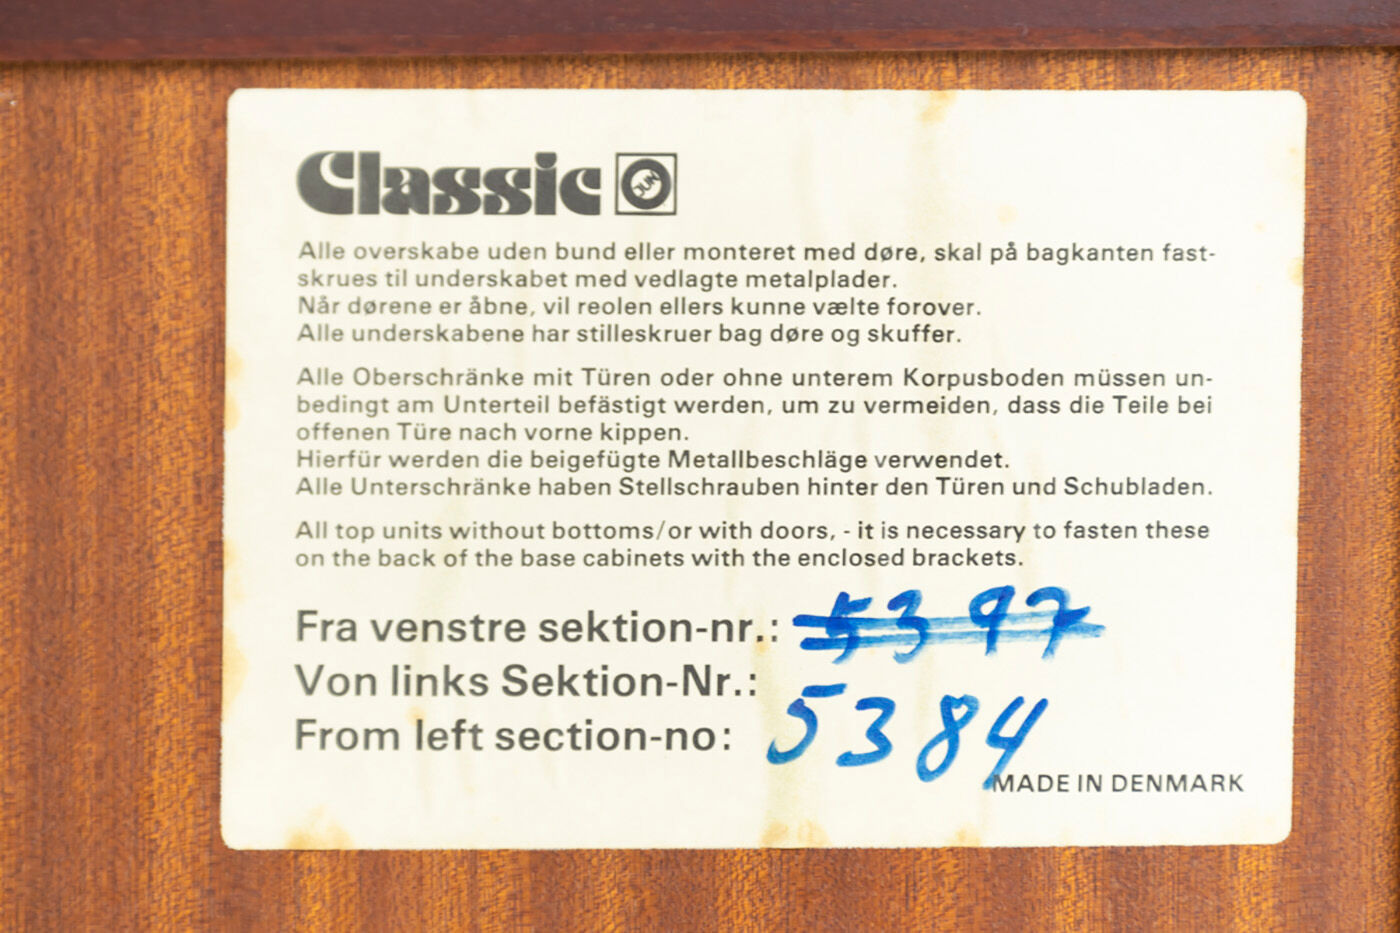 Classic JUN
Alle overskabe uden bund eller monteret med døre, skal på bagkanten fast-
skrues til underskabet med vedlagte metalplader.
Når dørene er åbne, vil reolen ellers kunne vælte forover.
Alle underskabene har stilleskruer bag døre og skuffer.
Alle Oberschränke mit Türen oder ohne unterem Korpusboden müssen un-
bedingt am Unterteil befästigt werden, um zu vermeiden, dass die Teile bei
offenen Türe nach vorne kippen.
Hierfür werden die beigefügte Metallbeschläge verwendet.
Alle Unterschränke haben Stellschrauben hinter den Türen und Schubladen.
All top units without bottoms/or with doors, - it is necessary to fasten these
on the back of the base cabinets with the enclosed brackets.
Fra venstre sektion-nr.: 5397
Von links Sektion-Nr.:
From left section-no: 5384
MADE IN DENMARK